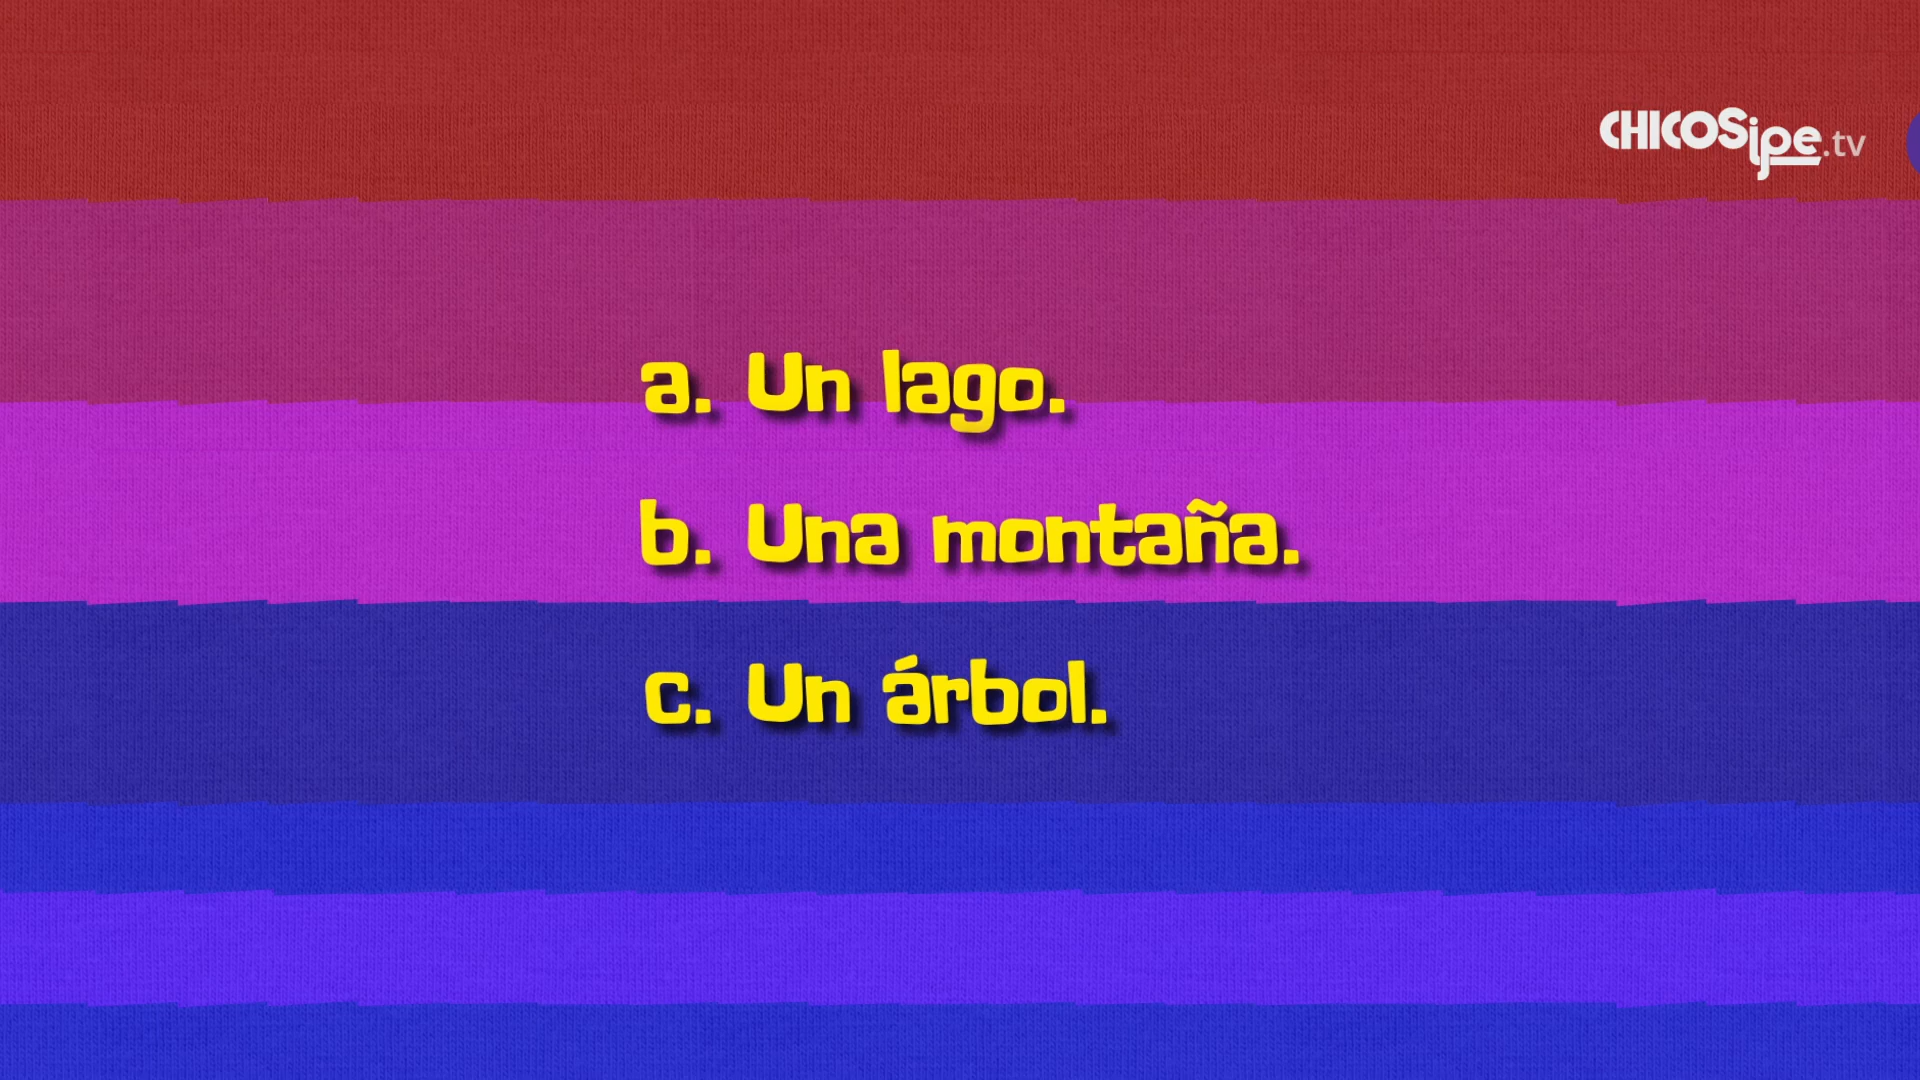 CHICOSipe.tv
a. Un lago.
b. Una montaña.
c. Un árbol.